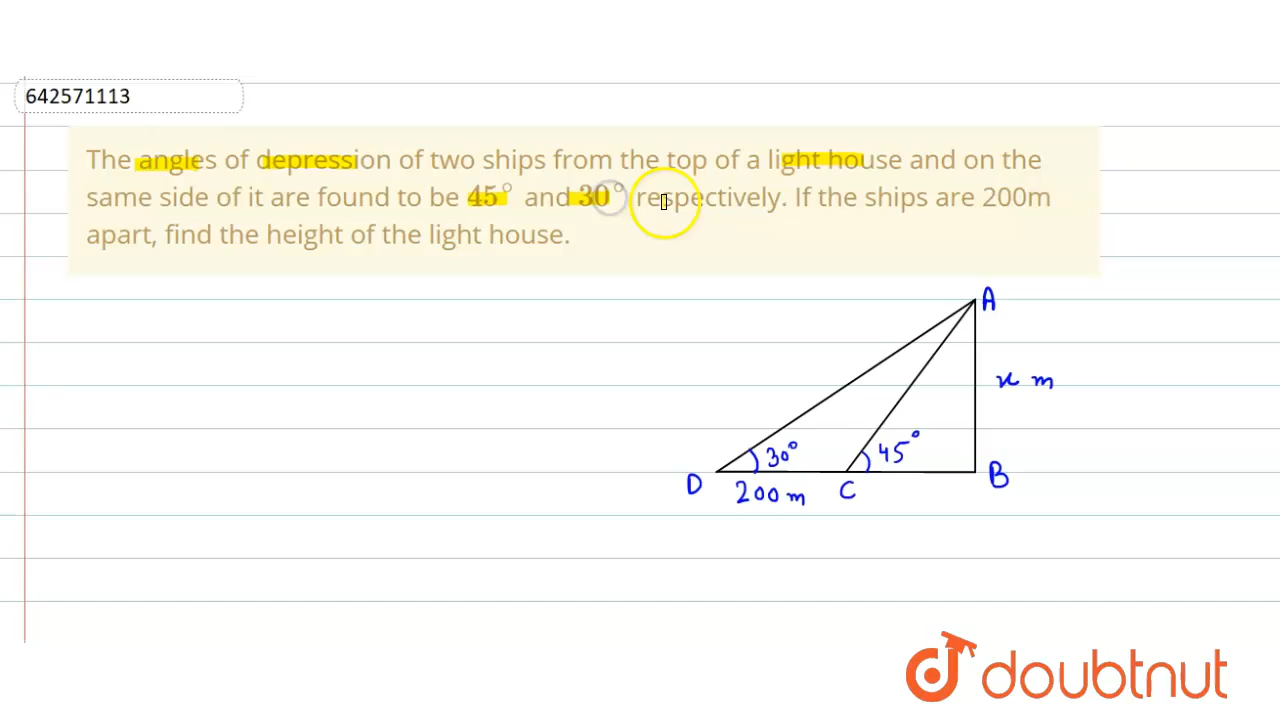 642571113
The angles of depression of two ships from the top of a light house and on the
same side of it are found to be 45° and 30° respectively. If the ships are 200m
apart, find the height of the light house.
A
x m
30°
45°
D
200 m
C
B
doubtnut